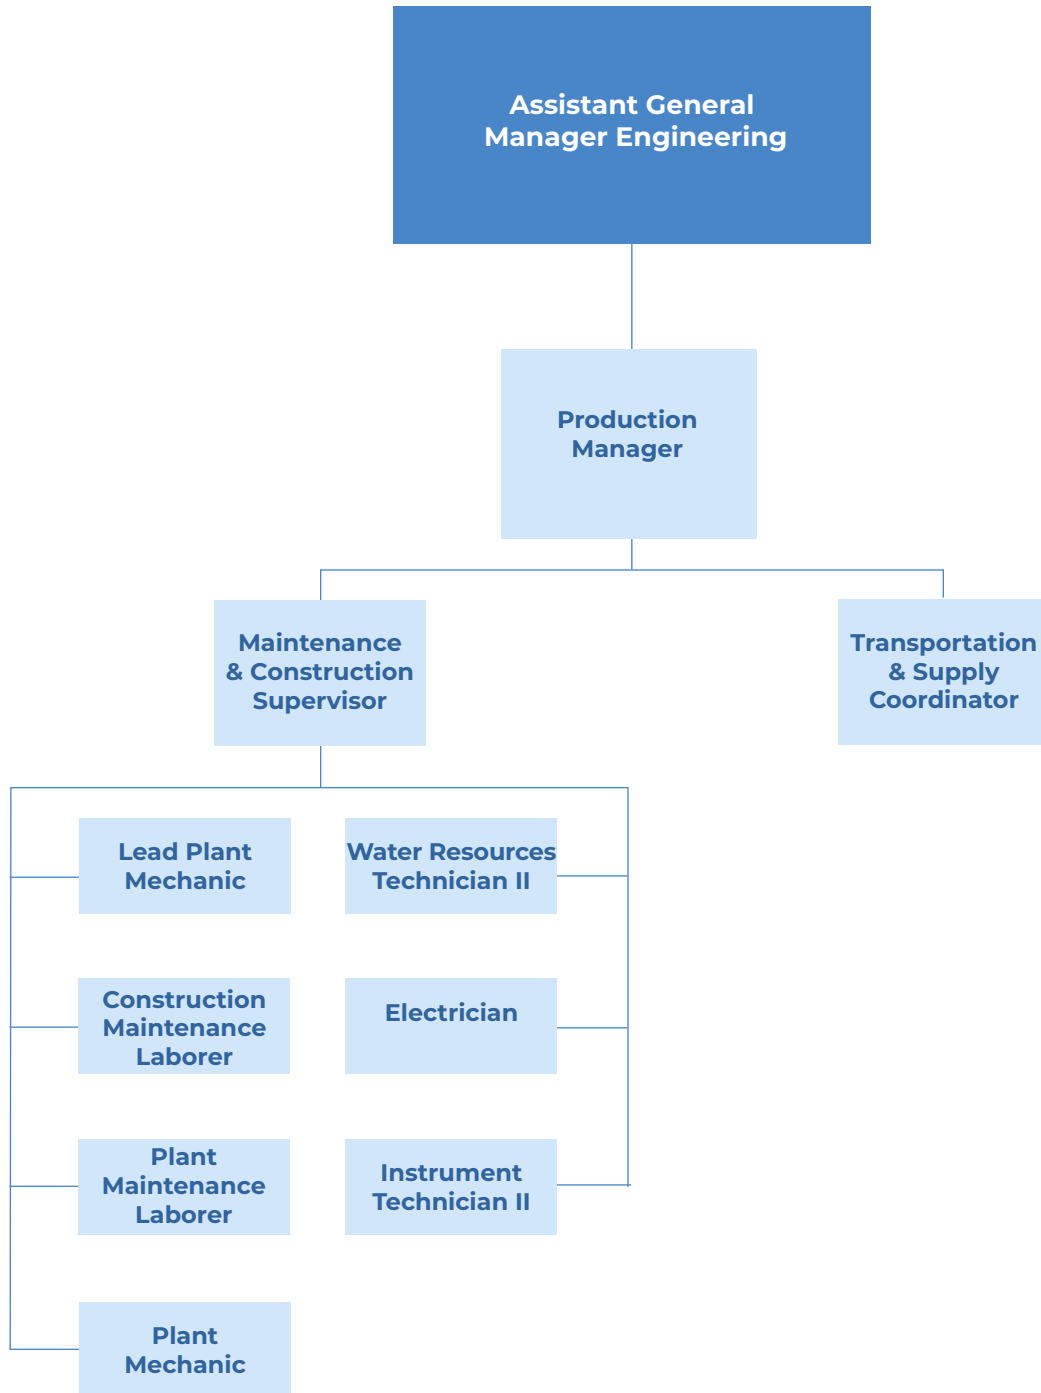 Assistant General
Manager Engineering
Production
Manager
Maintenance
& Construction
Supervisor
Transportation
& Supply
Coordinator
Lead Plant
Mechanic
Water Resources
Technician II
Construction
Maintenance
Laborer
Electrician
Plant
Maintenance
Laborer
Instrument
Technician II
Plant
Mechanic